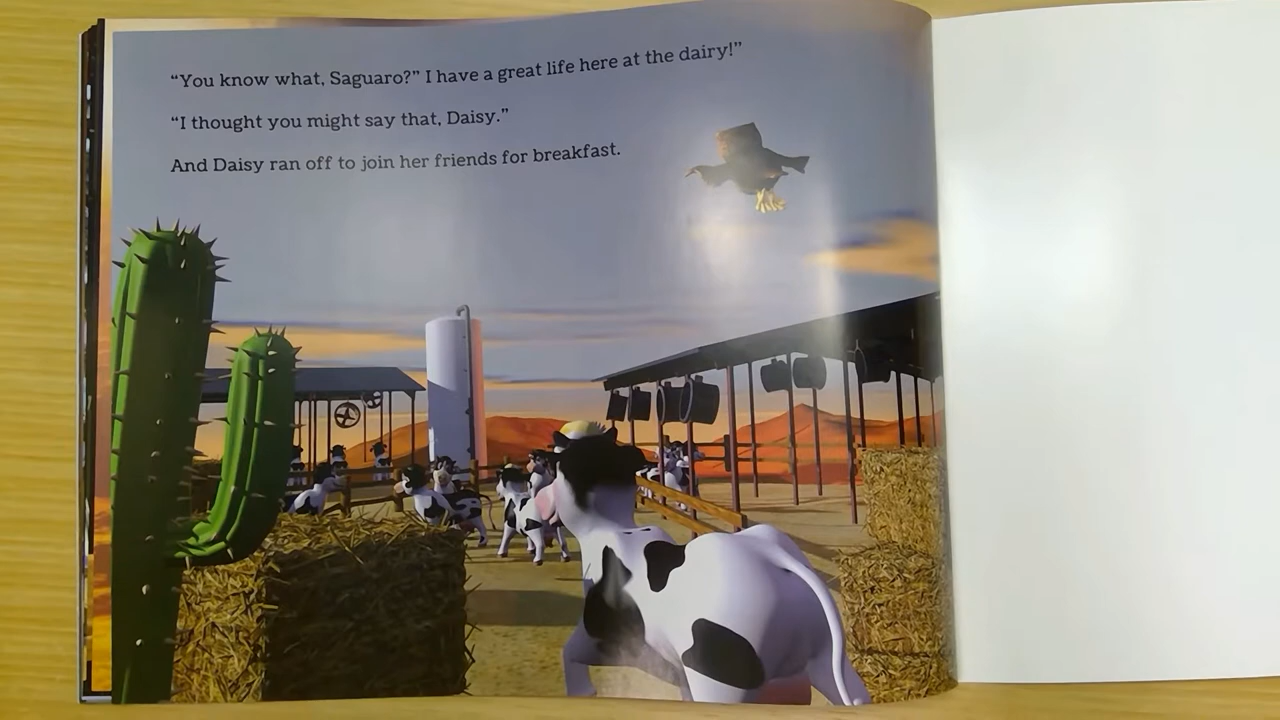 “You know what, Saguaro?” I have a great life here at the dairy!”
“I thought you might say that, Daisy.”
And Daisy ran off to join her friends for breakfast.